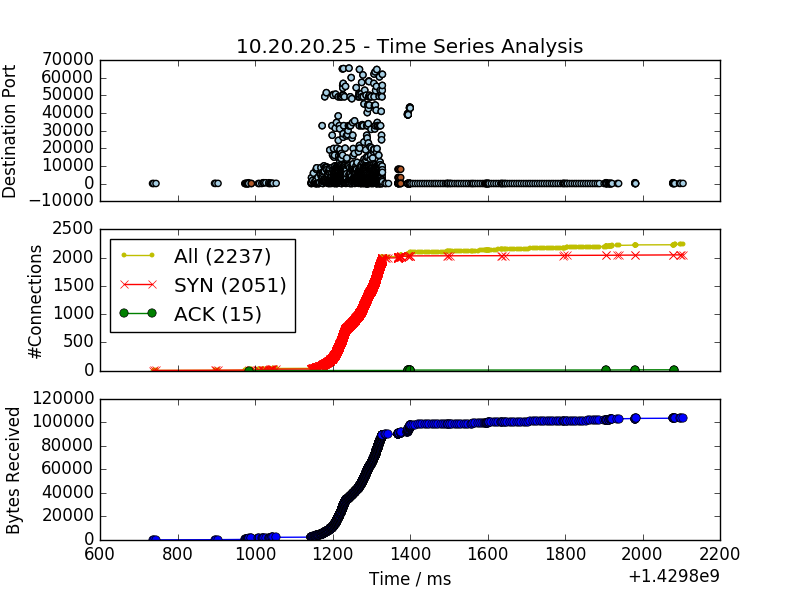 10.20.20.25 - Time Series Analysis
Destination Port
70000
60000
50000
40000
30000
20000
10000
0
−10000
#Connections
2500
2000
1500
1000
500
0
All (2237)
SYN (2051)
ACK (15)
Bytes Received
120000
100000
80000
60000
40000
20000
0
600 800 1000 1200 1400 1600 1800 2000 2200
Time / ms
+1.4298e9